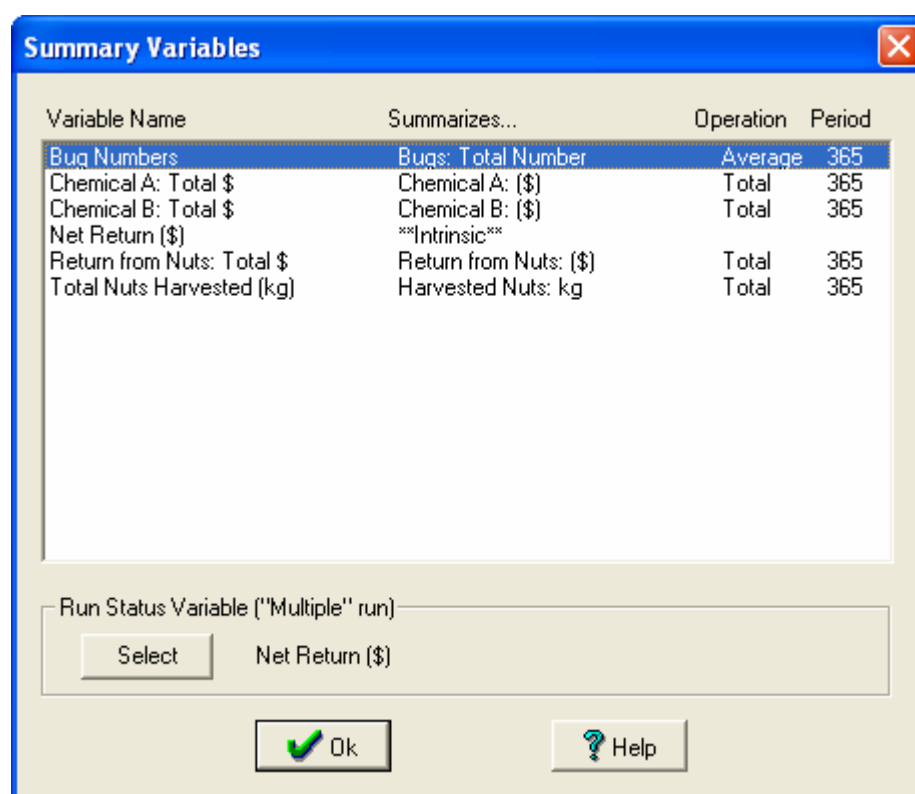 Summary Variables
Variable Name Summarizes... Operation Period
Bug Numbers Bugs: Total Number Average 365
Chemical A: Total $ Chemical A: ($) Total 365
Chemical B: Total $ Chemical B: ($) Total 365
Net Return ($) **Intrinsic**
Return from Nuts: Total $ Return from Nuts: ($) Total 365
Total Nuts Harvested (kg) Harvested Nuts: kg Total 365
Run Status Variable ("Multiple" run)
Select Net Return ($)
Ok Help